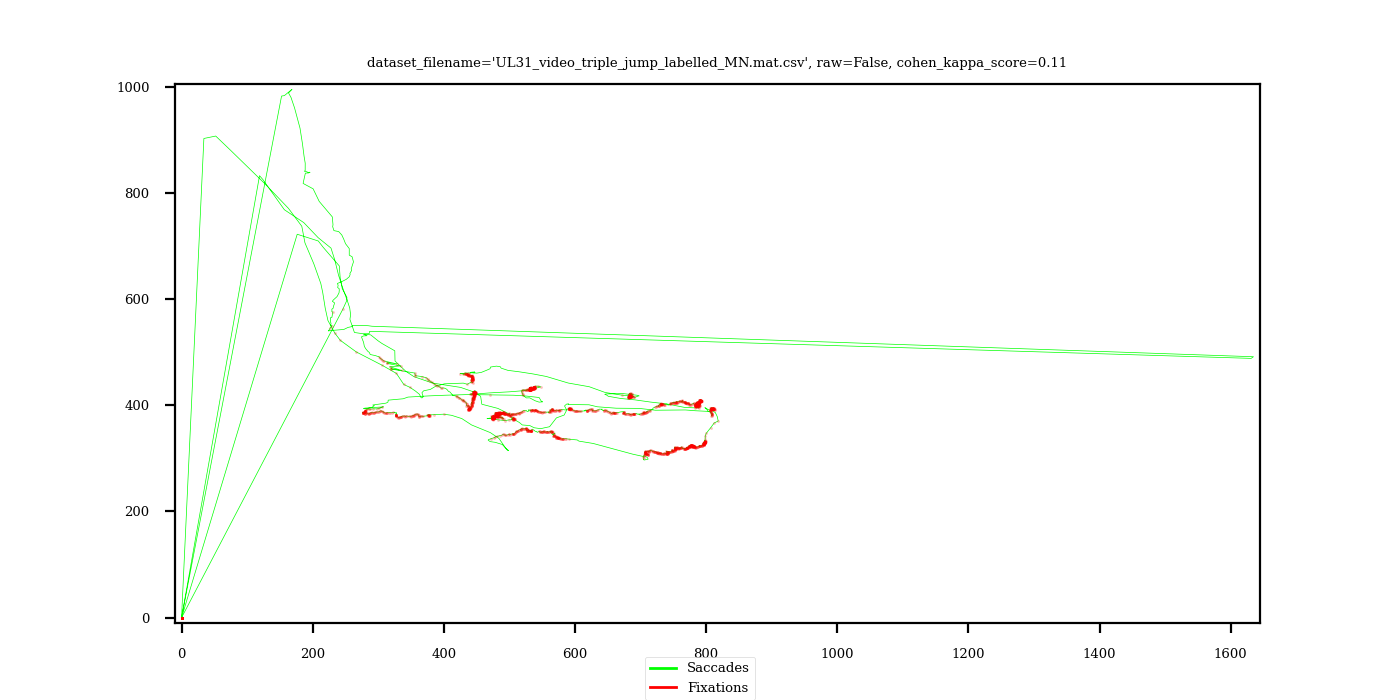 dataset_filename='UL31_video_triple_jump_labelled_MN.mat.csv', raw=False, cohen_kappa_score=0.11
1000
800
600
400
200
0
0 200 400 600 800 1000 1200 1400 1600
Saccades
Fixations